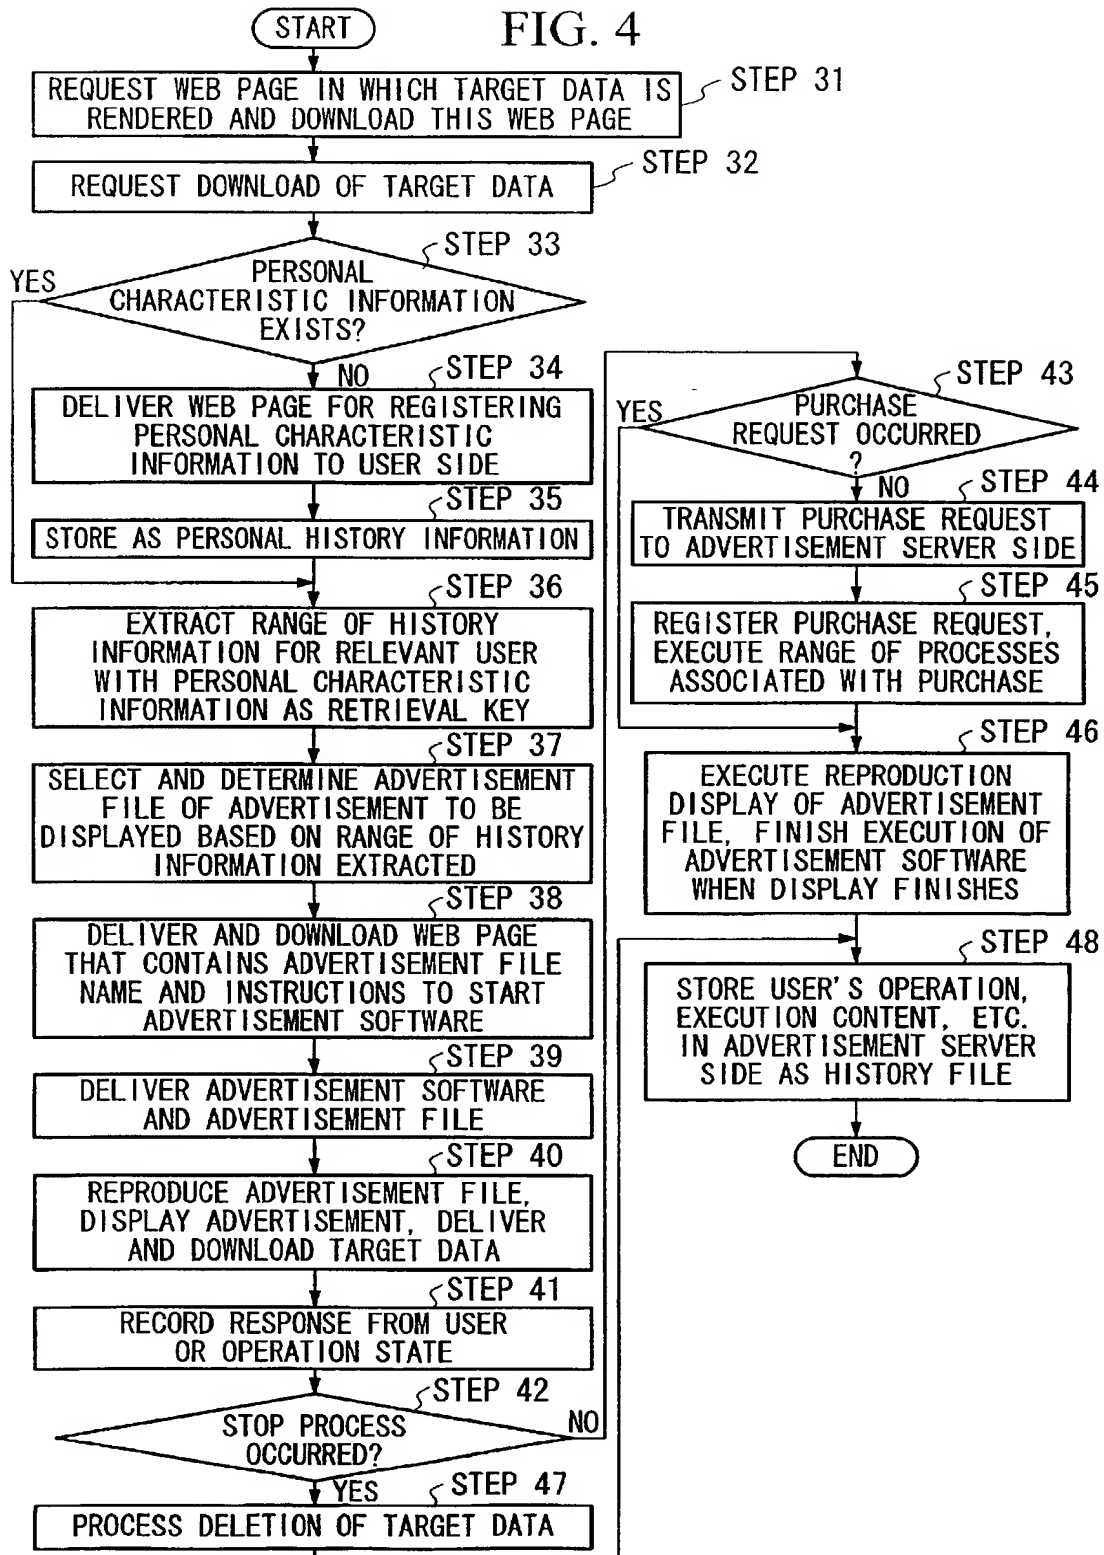 FIG. 4
START
REQUEST WEB PAGE IN WHICH TARGET DATA IS
RENDERED AND DOWNLOAD THIS WEB PAGE
STEP 31
REQUEST DOWNLOAD OF TARGET DATA
STEP 32
STEP 33
PERSONAL
CHARACTERISTIC INFORMATION
EXISTS?
YES
NO
STEP 34
DELIVER WEB PAGE FOR REGISTERING
PERSONAL CHARACTERISTIC
INFORMATION TO USER SIDE
STEP 35
STORE AS PERSONAL HISTORY INFORMATION
STEP 36
EXTRACT RANGE OF HISTORY
INFORMATION FOR RELEVANT USER
WITH PERSONAL CHARACTERISTIC
INFORMATION AS RETRIEVAL KEY
STEP 37
SELECT AND DETERMINE ADVERTISEMENT
FILE OF ADVERTISEMENT TO BE
DISPLAYED BASED ON RANGE OF HISTORY
INFORMATION EXTRACTED
STEP 38
DELIVER AND DOWNLOAD WEB PAGE
THAT CONTAINS ADVERTISEMENT FILE
NAME AND INSTRUCTIONS TO START
ADVERTISEMENT SOFTWARE
STEP 39
DELIVER ADVERTISEMENT SOFTWARE
AND ADVERTISEMENT FILE
STEP 40
REPRODUCE ADVERTISEMENT FILE,
DISPLAY ADVERTISEMENT, DELIVER
AND DOWNLOAD TARGET DATA
STEP 41
RECORD RESPONSE FROM USER
OR OPERATION STATE
STEP 42
STOP PROCESS
OCCURRED?
NO
YES
STEP 47
PROCESS DELETION OF TARGET DATA
STEP 43
PURCHASE
REQUEST OCCURRED
?
YES
NO
STEP 44
TRANSMIT PURCHASE REQUEST
TO ADVERTISEMENT SERVER SIDE
STEP 45
REGISTER PURCHASE REQUEST,
EXECUTE RANGE OF PROCESSES
ASSOCIATED WITH PURCHASE
STEP 46
EXECUTE REPRODUCTION
DISPLAY OF ADVERTISEMENT
FILE, FINISH EXECUTION OF
ADVERTISEMENT SOFTWARE
WHEN DISPLAY FINISHES
STEP 48
STORE USER'S OPERATION,
EXECUTION CONTENT, ETC.
IN ADVERTISEMENT SERVER
SIDE AS HISTORY FILE
END